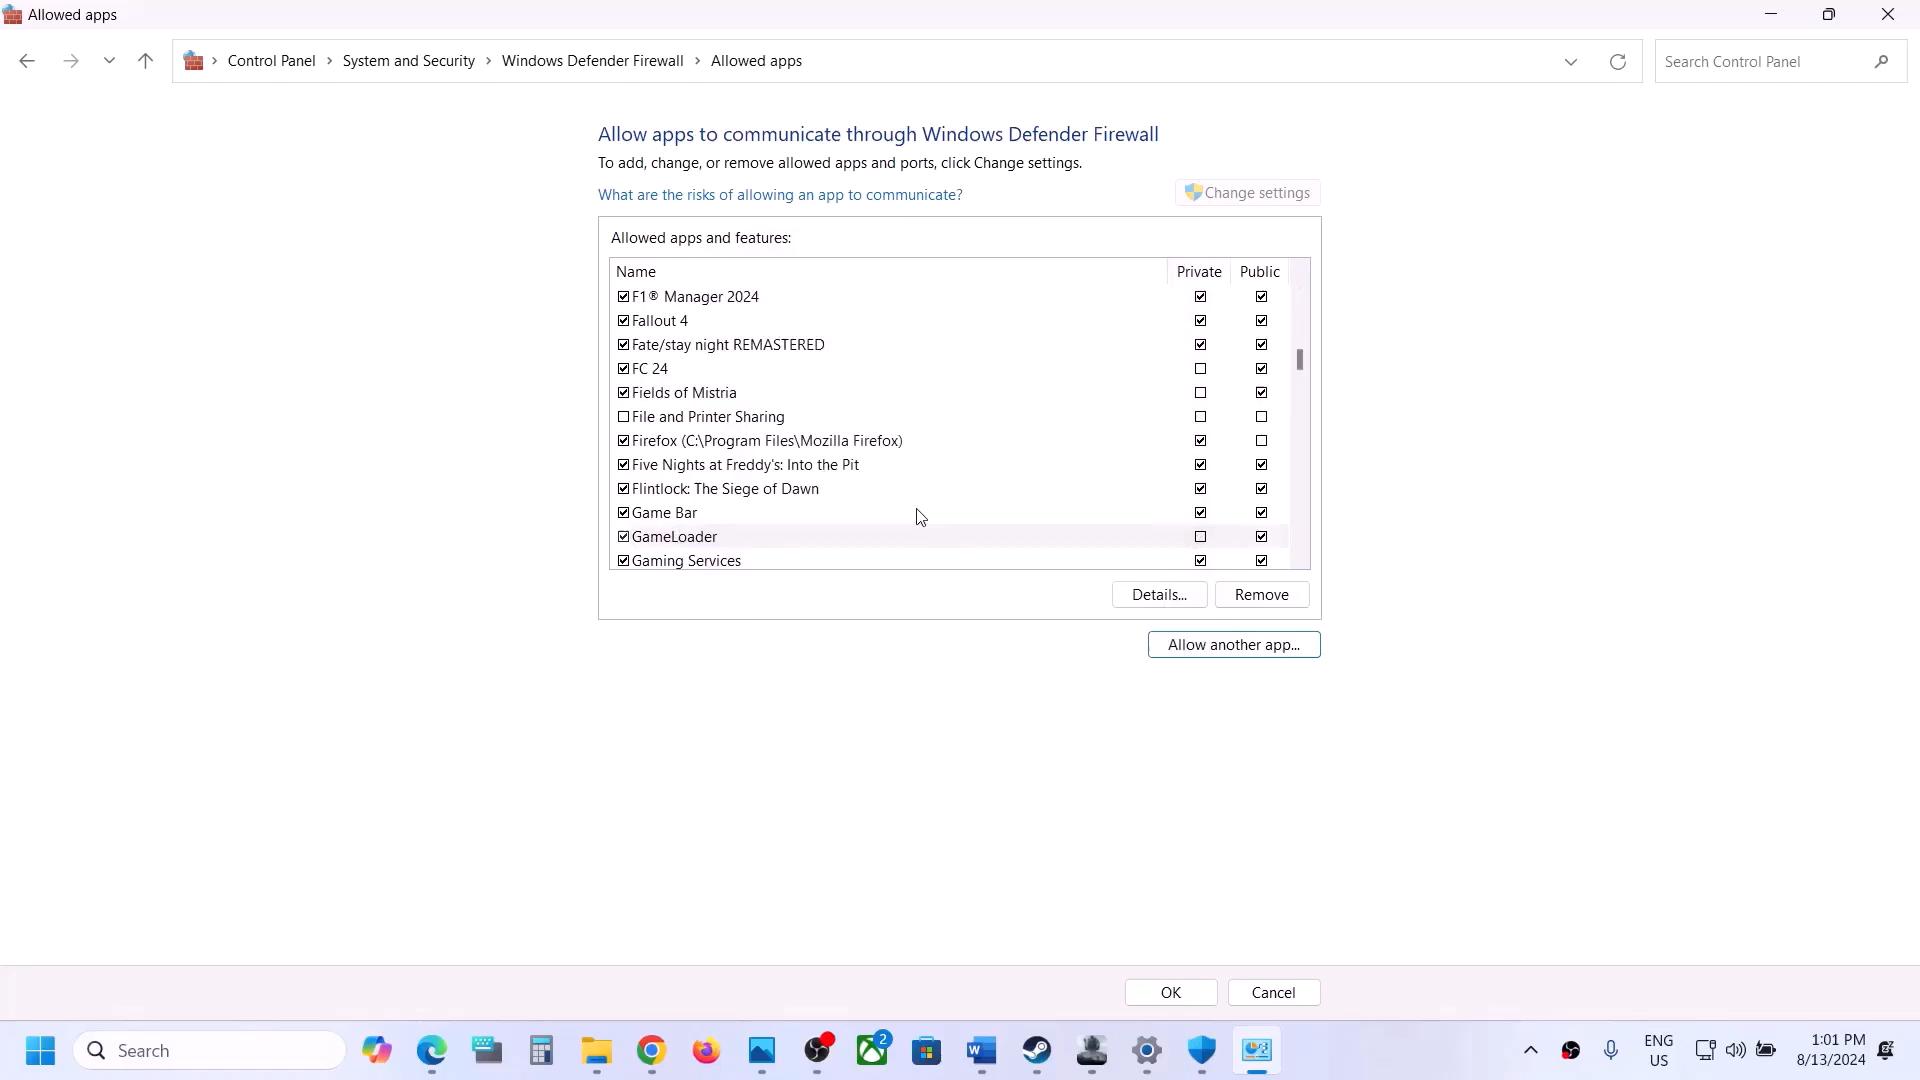 Allowed apps
Control Panel > System and Security > Windows Defender Firewall > Allowed apps
Search Control Panel
Allow apps to communicate through Windows Defender Firewall
To add, change, or remove allowed apps and ports, click Change settings.
What are the risks of allowing an app to communicate?
Change settings
Allowed apps and features:
Name Private Public
F1® Manager 2024
Fallout 4
Fate/stay night REMASTERED
FC 24
Fields of Mistria
File and Printer Sharing
Firefox (C:\Program Files\Mozilla Firefox)
Five Nights at Freddy's: Into the Pit
Flintlock: The Siege of Dawn
Game Bar
GameLoader
Gaming Services
Details... Remove
Allow another app...
OK Cancel
Search
2
ENG
US
1:01 PM
8/13/2024